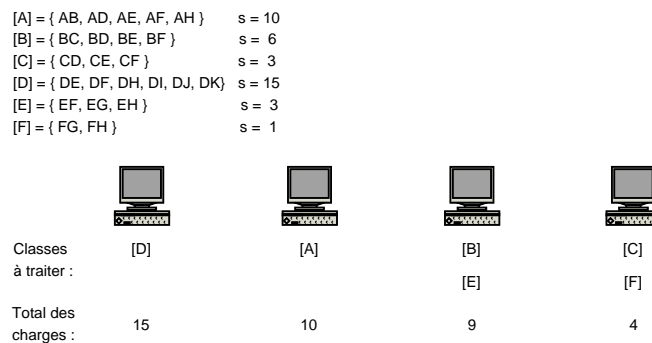 [A] = { AB, AD, AE, AF, AH } s = 10
[B] = { BC, BD, BE, BF } s = 6
[C] = { CD, CE, CF } s = 3
[D] = { DE, DF, DH, DI, DJ, DK} s = 15
[E] = { EF, EG, EH } s = 3
[F] = { FG, FH } s = 1
Classes [D] [A] [B] [C]
à traiter :
[E] [F]
Total des
charges : 15 10 9 4